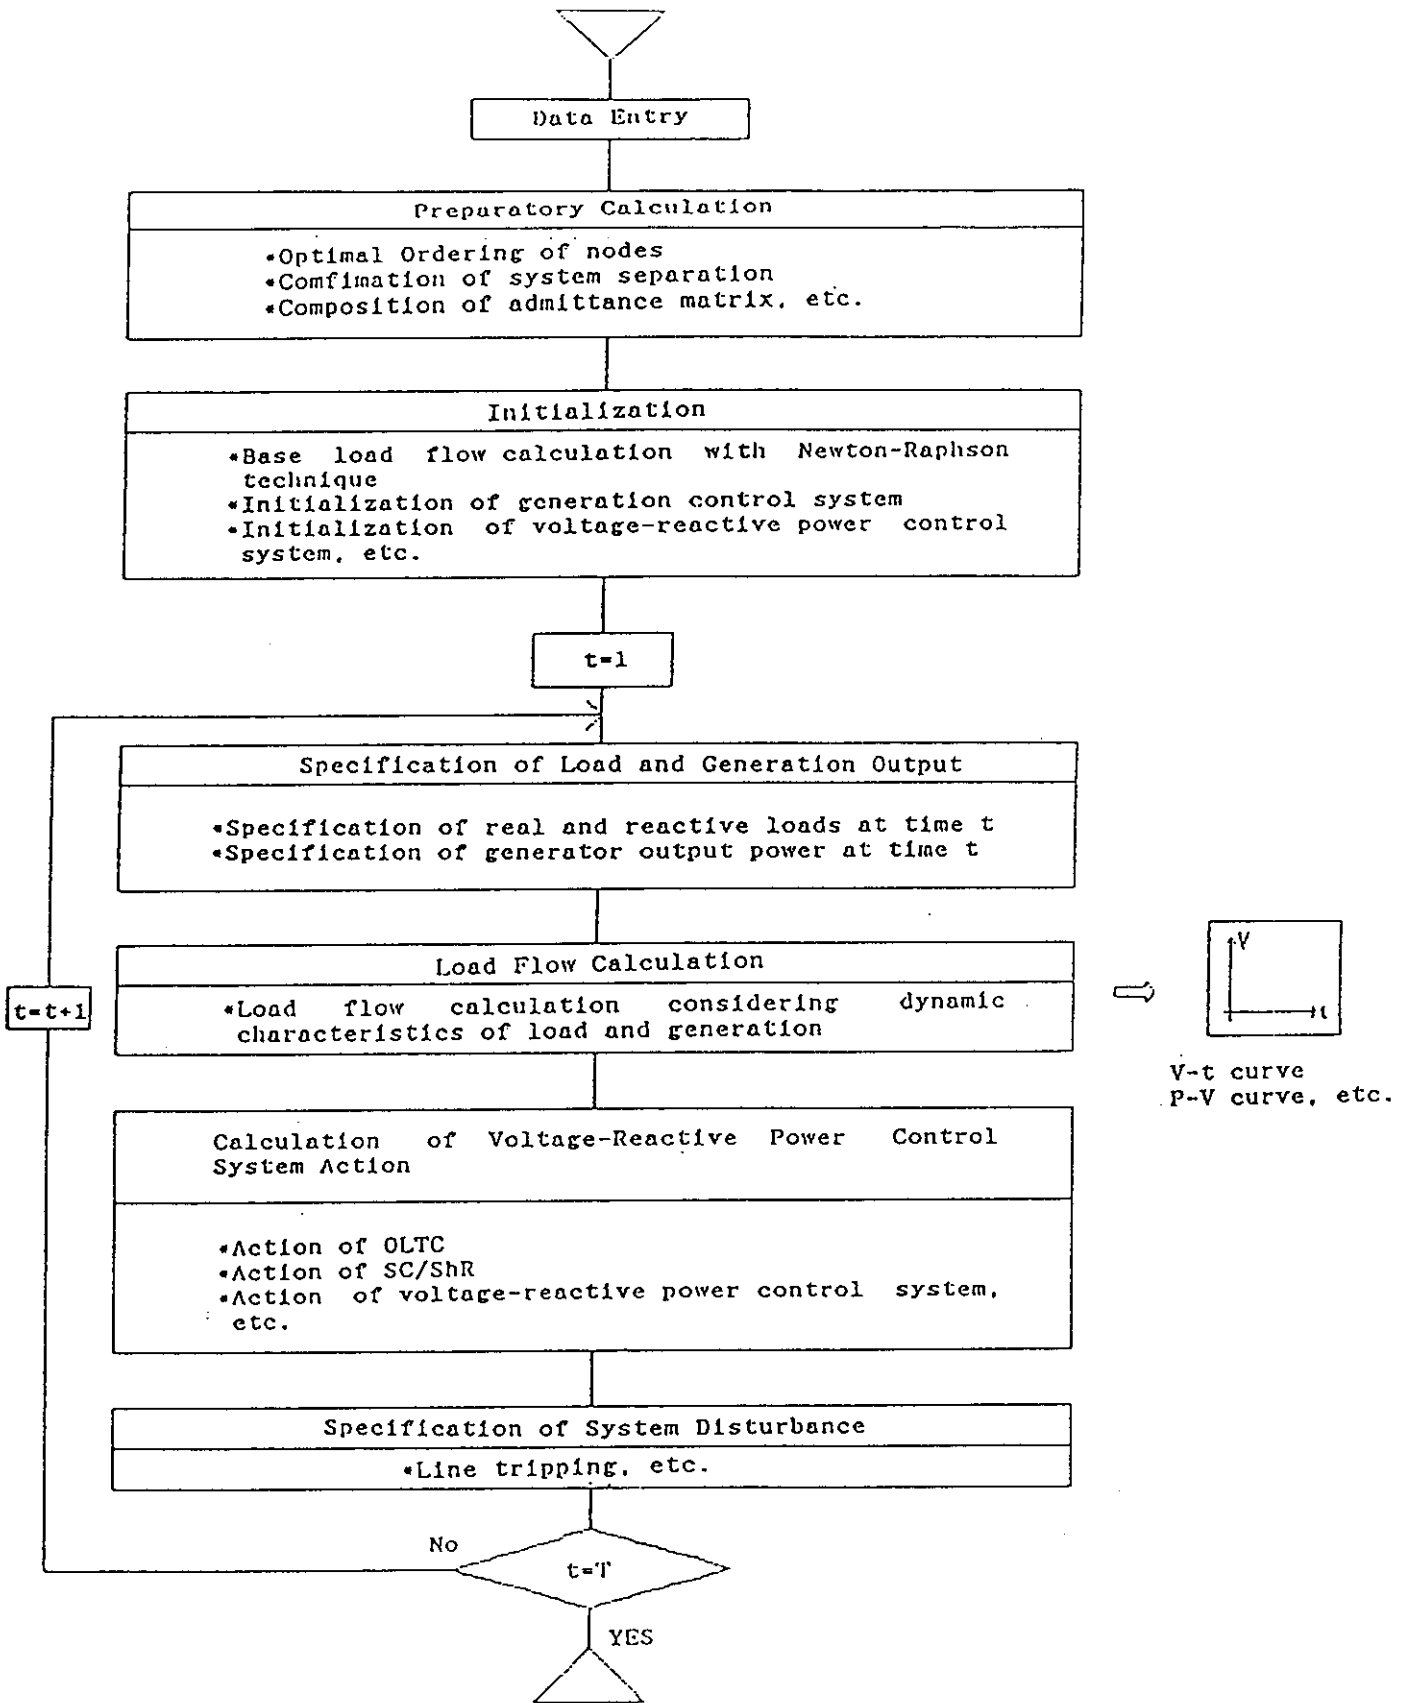 Data Entry
Preparatory Calculation
*Optimal Ordering of nodes
*Comfimation of system separation
*Composition of admittance matrix, etc.
Initialization
*Base load flow calculation with Newton-Raphson
technique
*Initialization of generation control system
*Initialization of voltage-reactive power control
system, etc.
t=1
Specification of Load and Generation Output
*Specification of real and reactive loads at time t
*Specification of generator output power at time t
Load Flow Calculation
*Load flow calculation considering dynamic
characteristics of load and generation
t=t+1
V
t
V-t curve
P-V curve, etc.
Calculation of Voltage-Reactive Power Control
System Action
*Action of OLTC
*Action of SC/ShR
*Action of voltage-reactive power control system,
etc.
Specification of System Disturbance
*Line tripping, etc.
No
t=T
YES